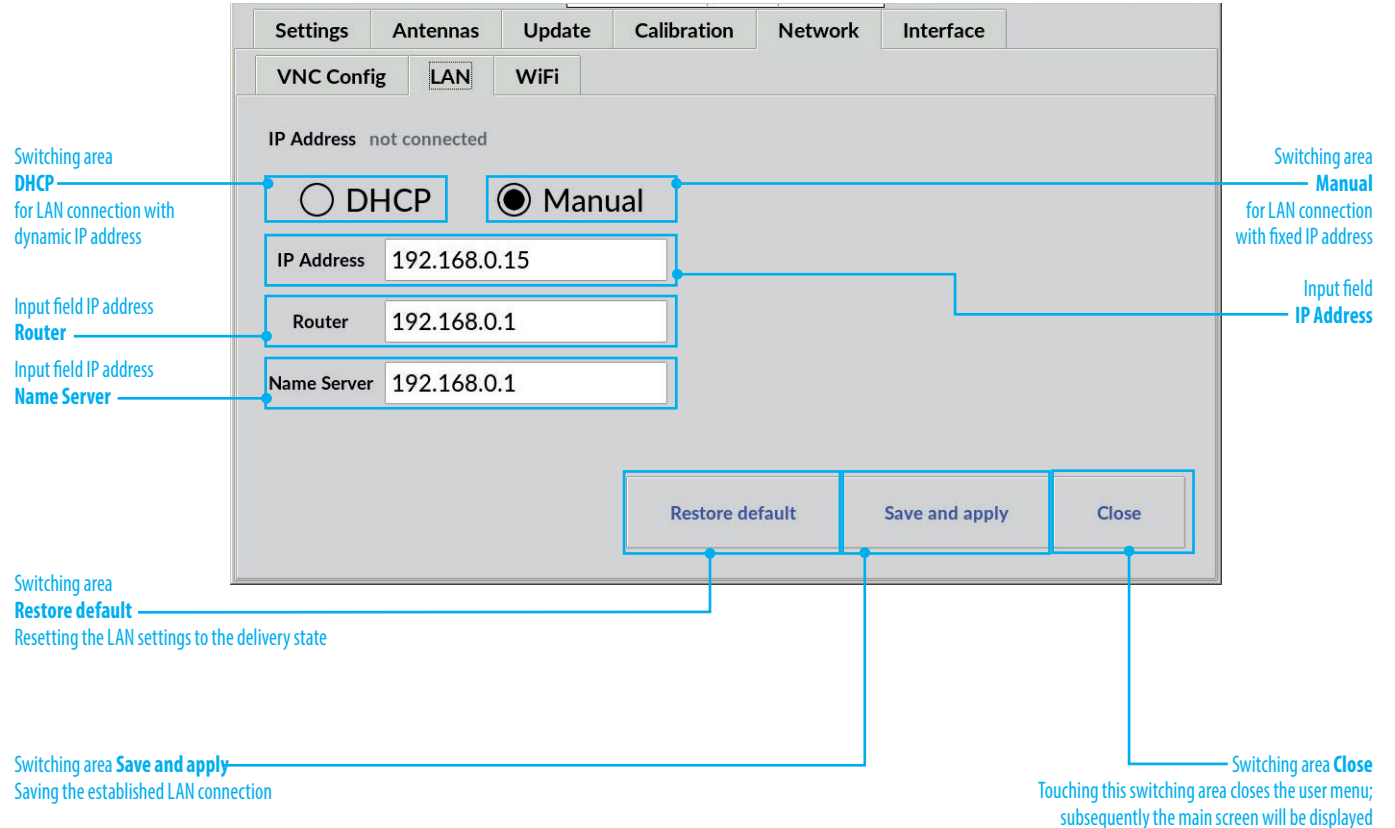 Settings Antennas Update Calibration Network Interface
VNC Config LAN WiFi
IP Address not connected
Switching area
DHCP
for LAN connection with
dynamic IP address
DHCP Manual
Switching area
Manual
for LAN connection
with fixed IP address
IP Address 192.168.0.15
Input field
IP Address
Input field IP address
Router
Router 192.168.0.1
Input field IP address
Name Server
Name Server 192.168.0.1
Restore default Save and apply Close
Switching area
Restore default
Resetting the LAN settings to the delivery state
Switching area Save and apply
Saving the established LAN connection
Switching area Close
Touching this switching area closes the user menu;
subsequently the main screen will be displayed